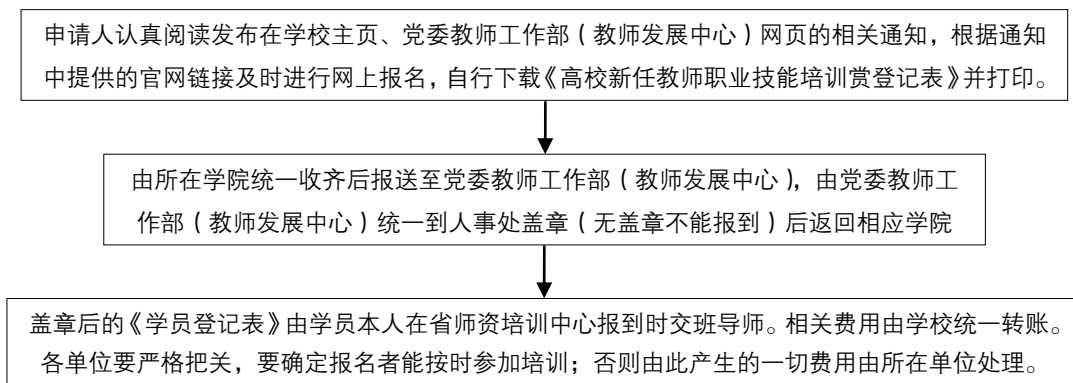 申请人认真阅读发布在学校主页、党委教师工作部（教师发展中心）网页的相关通知，根据通知
中提供的官网链接及时进行网上报名，自行下载《高校新任教师职业技能培训赏登记表》并打印。
由所在学院统一收齐后报送至党委教师工作部（教师发展中心），由党委教师工
作部（教师发展中心）统一到人事处盖章（无盖章不能报到）后返回相应学院
盖章后的《学员登记表》由学员本人在省师资培训中心报到时交班导师。相关费用由学校统一转账。
各单位要严格把关，要确定报名者能按时参加培训；否则由此产生的一切费用由所在单位处理。